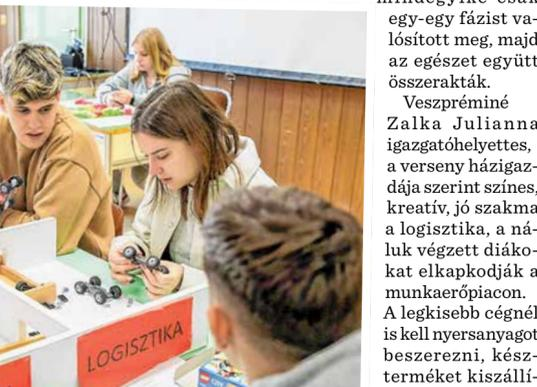 mindegyike csak
egy-egy fázist va-
lósított meg, majd
az egészet együtt
összerakták.
Veszpréminé
Zalka Julianna
igazgatóhelyettes,
a verseny házigaz-
dája szerint színes,
kreatív, jó szakma
a logisztika, a ná-
luk végzett diáko-
kat elkapkodják a
munkaerőpiacon.
A legkisebb cégnél
is kell nyersanyagot
beszerezni, kész-
terméket kiszállí-
LOGISZTIKA